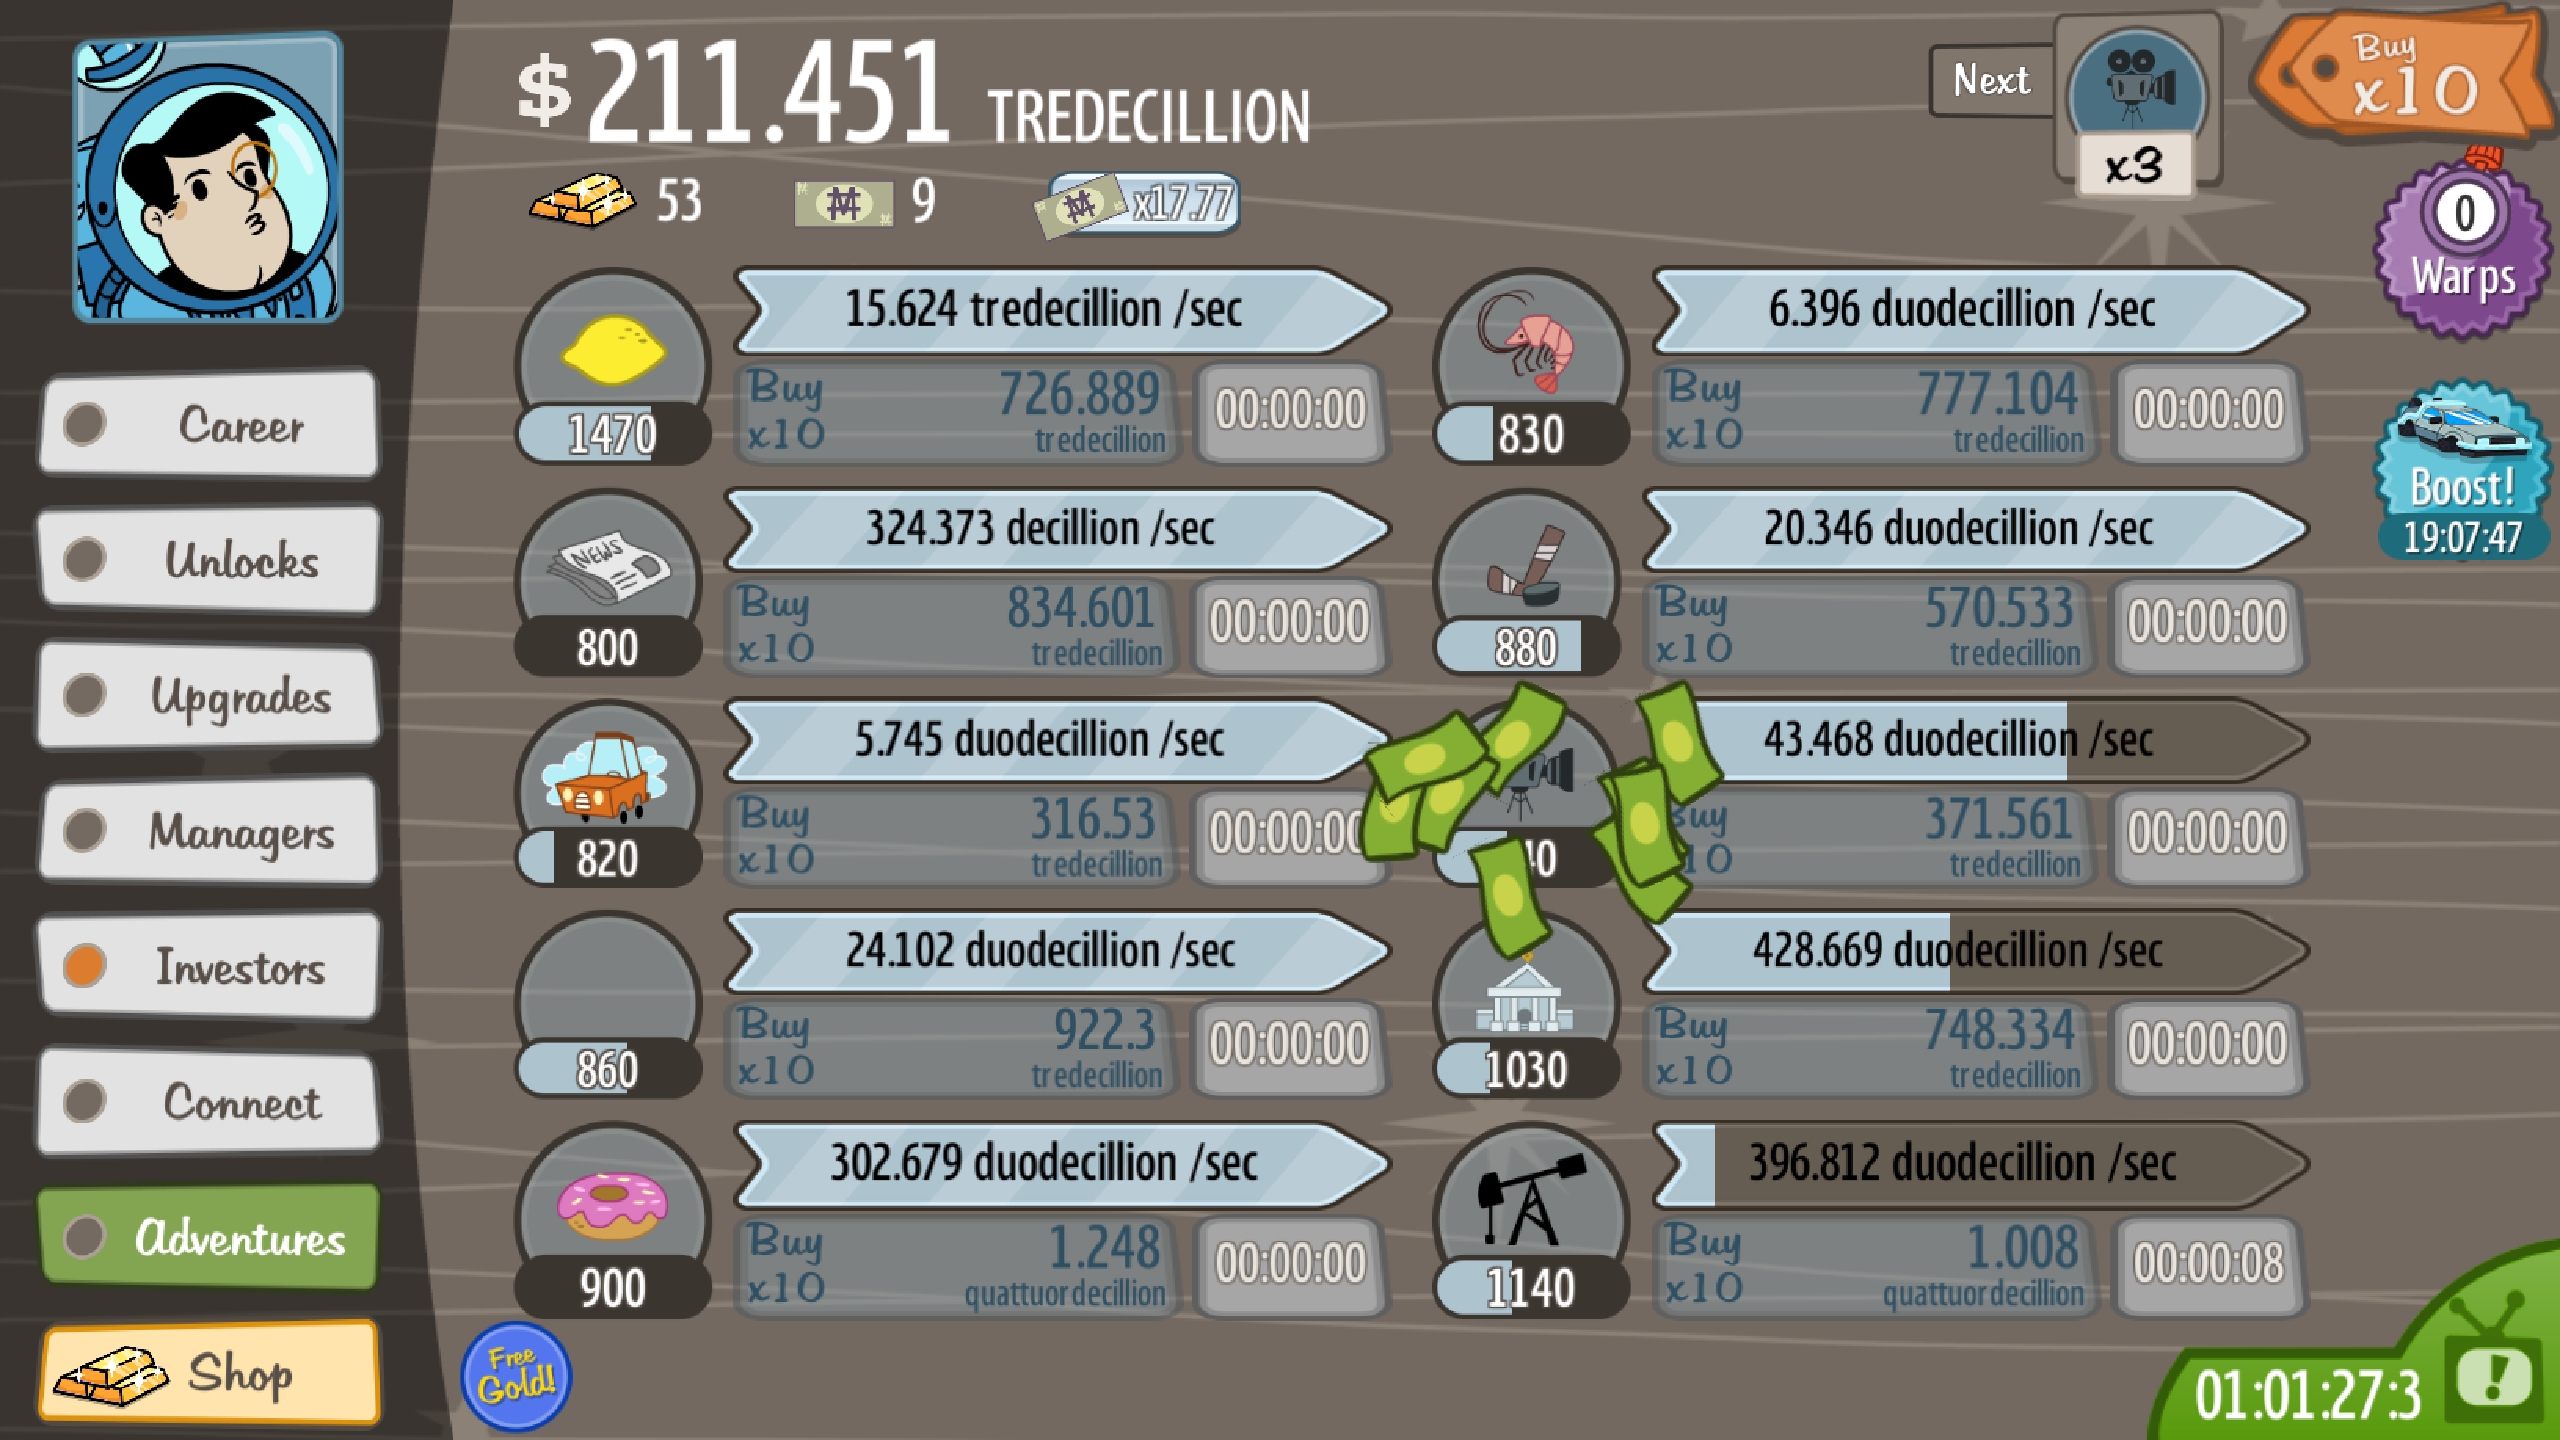 $211.451 TREDECILLION
53
9
x17.77
Next
x3
Buy
x10
0
Warps
Boost!
19:07:47
Career
Unlocks
Upgrades
Managers
Investors
Connect
Adventures
Shop
15.624 tredecillion /sec
1470
Buy x10
726.889 tredecillion
00:00:00
6.396 duodecillion /sec
830
Buy x10
777.104 tredecillion
00:00:00
NEWS
324.373 decillion /sec
800
Buy x10
834.601 tredecillion
00:00:00
20.346 duodecillion /sec
880
Buy x10
570.533 tredecillion
00:00:00
5.745 duodecillion /sec
820
Buy x10
316.53 tredecillion
00:00:00
43.468 duodecillion /sec
371.561 tredecillion
00:00:00
24.102 duodecillion /sec
860
Buy x10
922.3 tredecillion
00:00:00
428.669 duodecillion /sec
1030
Buy x10
748.334 tredecillion
00:00:00
302.679 duodecillion /sec
900
Buy x10
1.248 quattuordecillion
00:00:00
396.812 duodecillion /sec
1140
Buy x10
1.008 quattuordecillion
00:00:08
Free
Gold!
01:01:27:3